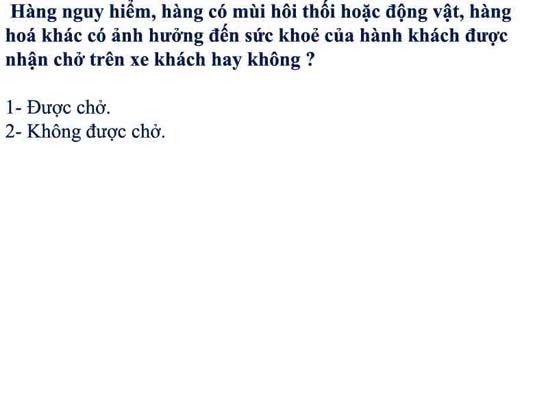 Hàng nguy hiểm, hàng có mùi hôi thối hoặc động vật, hàng
hoá khác có ảnh hưởng đến sức khoẻ của hành khách được
nhận chở trên xe khách hay không ?
1- Được chở.
2- Không được chở.